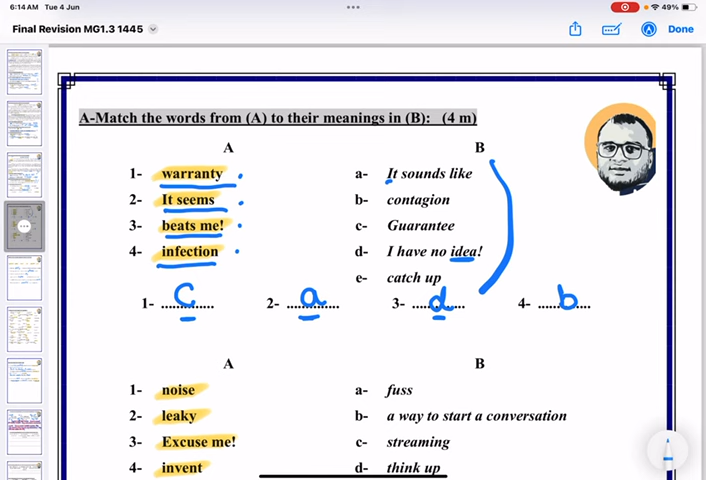 6:14 AM Tue 4 Jun
49%
Final Revision MG1.3 1445
Done
A-Match the words from (A) to their meanings in (B): (4 m)
A B
1- warranty a- It sounds like
2- It seems b- contagion
3- beats me! c- Guarantee
4- infection d- I have no idea!
e- catch up
1- c 2- a 3- d 4- b
A B
1- noise a- fuss
2- leaky b- a way to start a conversation
3- Excuse me! c- streaming
4- invent d- think up